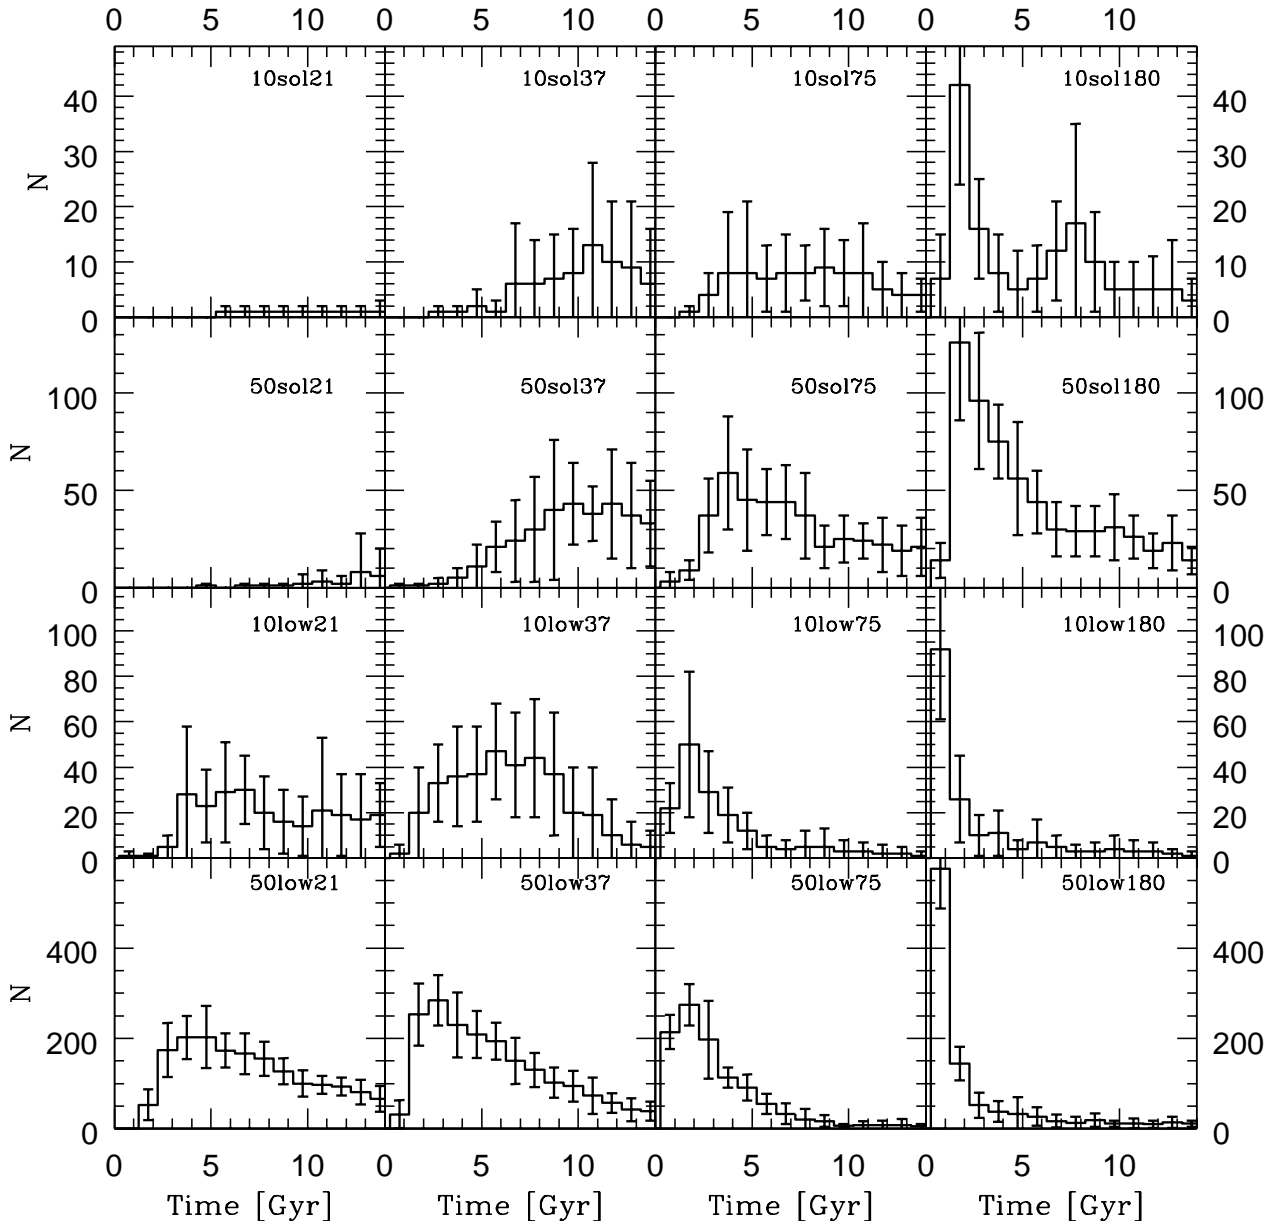 0 5 10 0 5 10 0 5 10 0 5 10
10sol21 10sol37 10sol75 10sol180
40 40
30 30
N
20 20
10 10
0 0
50sol21 50sol37 50sol75 50sol180
100 100
N
50 50
0 0
10low21 10low37 10low75 10low180
100 100
80 80
N
60 60
40 40
20 20
0 0
50low21 50low37 50low75 50low180
400 400
N
200 200
0 0
0 5 10 0 5 10 0 5 10 0 5 10
Time [Gyr] Time [Gyr] Time [Gyr] Time [Gyr]